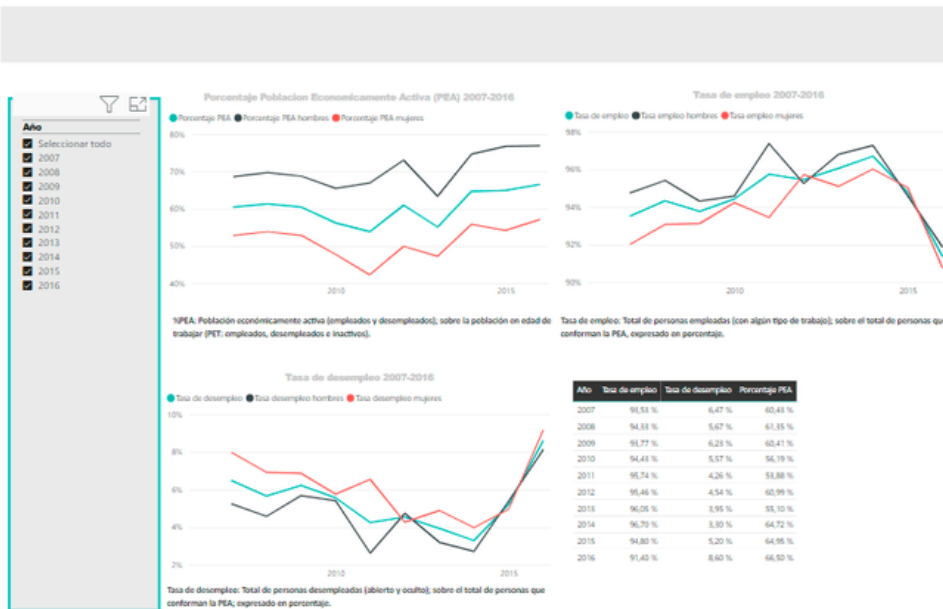 Año
Seleccionar todo
2007
2008
2009
2010
2011
2012
2013
2014
2015
2016
Porcentaje Poblacion Economicamente Activa (PEA) 2007-2016
Porcentaje PEA Porcentaje PEA hombres Porcentaje PEA mujeres
80%
70%
60%
50%
40%
2010 2015
%PEA: Población económicamente activa (empleados y desempleados); sobre la población en edad de
trabajar (PET: empleados, desempleados e inactivos).
Tasa de empleo 2007-2016
Tasa de empleo Tasa empleo hombres Tasa empleo mujeres
98%
96%
94%
92%
90%
2010 2015
Tasa de empleo: Total de personas empleadas (con algún tipo de trabajo); sobre el total de personas que
conforman la PEA, expresado en porcentaje.
Tasa de desempleo 2007-2016
Tasa de desempleo Tasa desempleo hombres Tasa desempleo mujeres
10%
8%
6%
4%
2%
2010 2015
Tasa de desempleo: Total de personas desempleadas (abierto y oculto); sobre el total de personas que
conforman la PEA; expresado en porcentaje.
Año Tasa de empleo Tasa de desempleo Porcentaje PEA
2007 93,53 % 6,47 % 60,43 %
2008 94,33 % 5,67 % 61,35 %
2009 93,77 % 6,23 % 60,41 %
2010 94,43 % 5,57 % 56,19 %
2011 95,74 % 4,26 % 53,88 %
2012 95,46 % 4,54 % 60,99 %
2013 96,05 % 3,95 % 55,10 %
2014 96,70 % 3,30 % 64,72 %
2015 94,80 % 5,20 % 64,95 %
2016 91,40 % 8,60 % 66,50 %